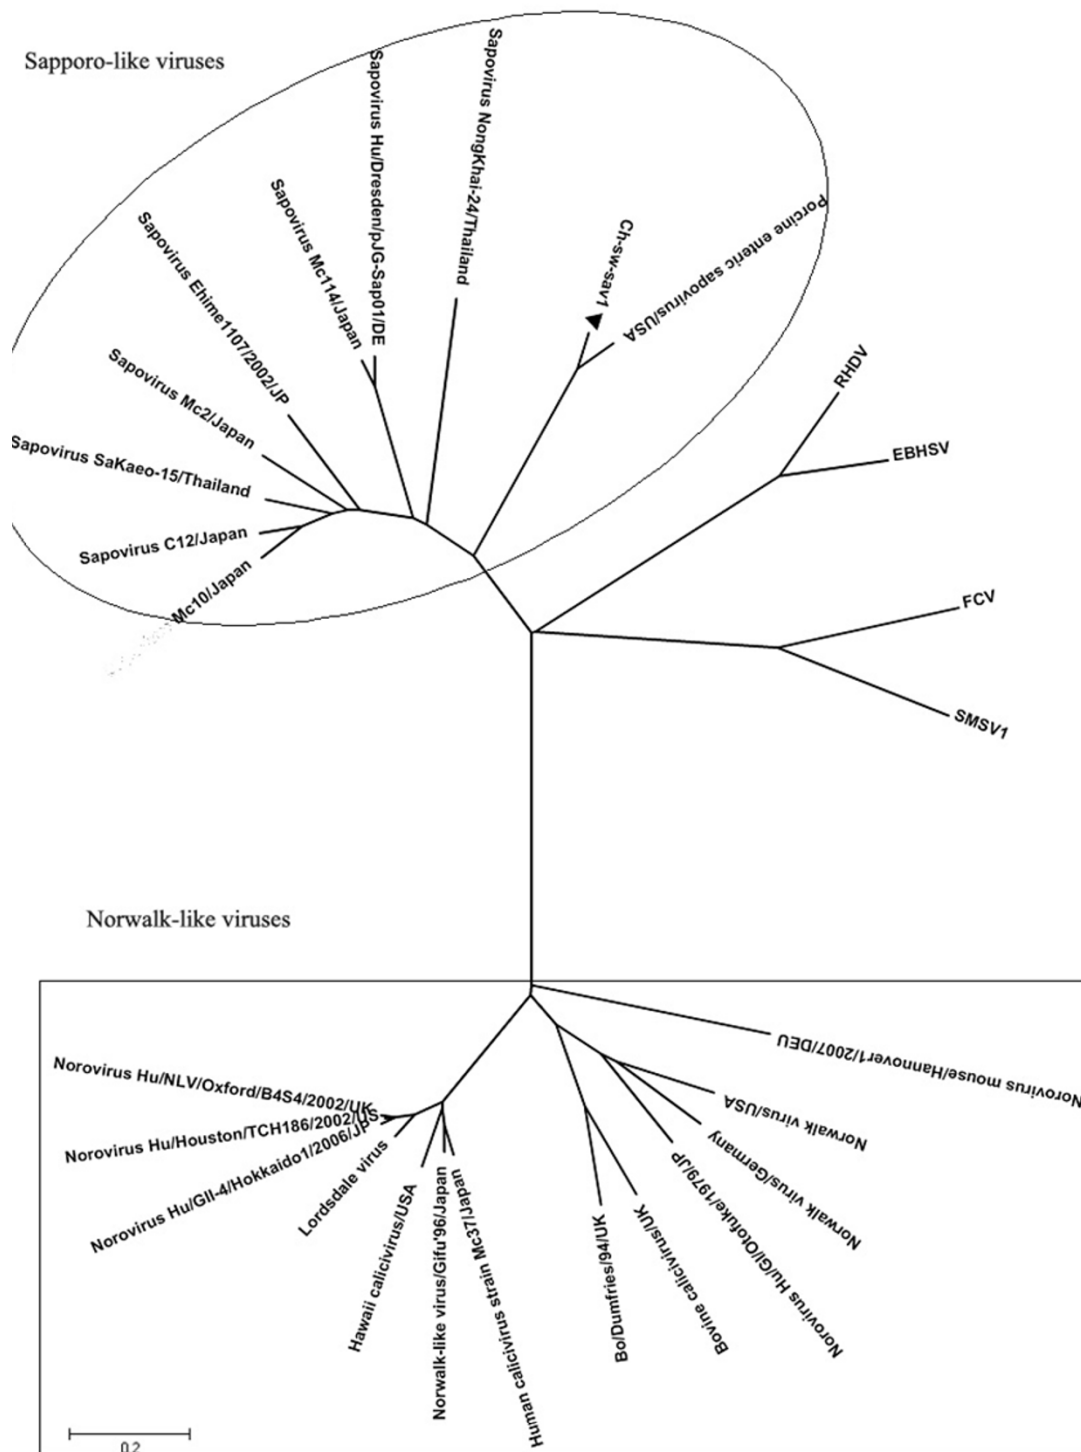 Sapporo-like viruses
Sapovirus Hu/Dresden/pJG-Sap01/DE
Sapovirus NongKhai-24/Thailand
Sapovirus Mc114/Japan
Sapovirus Ehime1107/2002/JP
Ch-sw-sav1
Porcine enteric sapovirus/USA
Sapovirus Mc2/Japan
Sapovirus SaKaeo-15/Thailand
Sapovirus C12/Japan
Mc10/Japan
RHDV
EBHSV
FCV
SMSV1
Norwalk-like viruses
Norovirus mouse/Hannover1/2007/DEU
Norwalk virus/USA
Norwalk virus/Germany
Norovirus Hu/GI/Otofuke/1979/JP
Bovine calicivirus/UK
Bo/Dumfries/94/UK
Human calicivirus strain Mc37/Japan
Norwalk-like virus/Gifu'96/Japan
Hawaii calicivirus/USA
Lordsdale virus
Norovirus Hu/GII-4/Hokkaido1/2006/JP
Norovirus Hu/Houston/TCH186/2002/US
Norovirus Hu/NLV/Oxford/B4S4/2002/UK
0.2